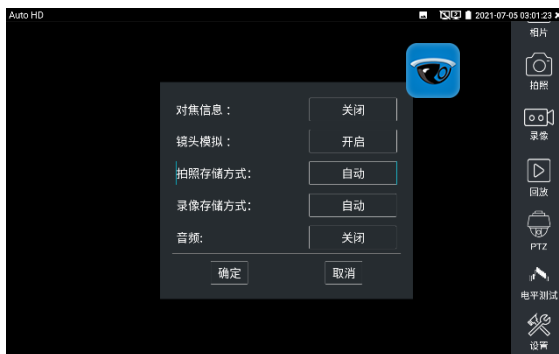 Auto HD
2021-07-05 03:01:23
相片
拍照
录像
回放
PTZ
电平测试
设置
对焦信息： 关闭
镜头模拟： 开启
拍照存储方式: 自动
录像存储方式: 自动
音频: 关闭
确定 取消